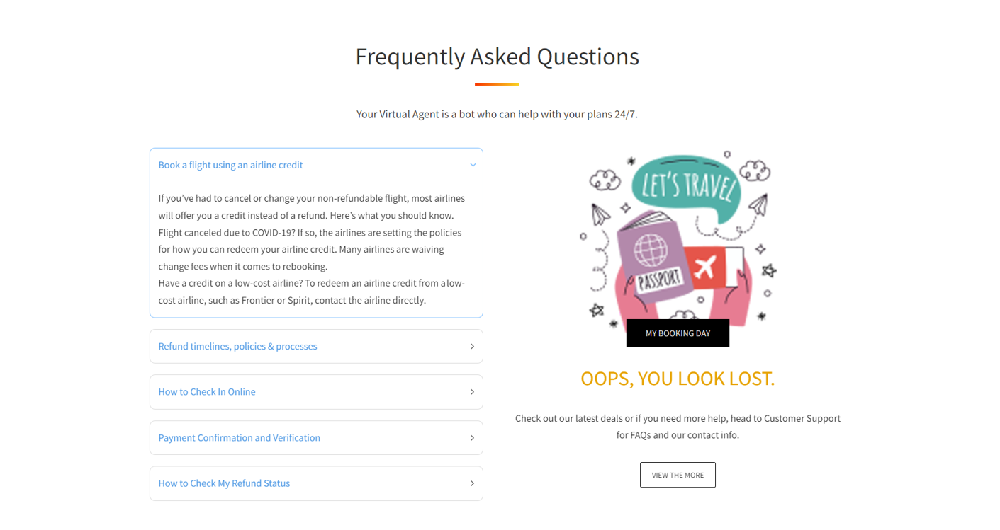 Frequently Asked Questions
Your Virtual Agent is a bot who can help with your plans 24/7.
Book a flight using an airline credit
If you’ve had to cancel or change your non-refundable flight, most airlines
will offer you a credit instead of a refund. Here’s what you should know.
Flight canceled due to COVID-19? If so, the airlines are setting the policies
for how you can redeem your airline credit. Many airlines are waiving
change fees when it comes to rebooking.
Have a credit on a low-cost airline? To redeem an airline credit from a low-
cost airline, such as Frontier or Spirit, contact the airline directly.
Refund timelines, policies & processes
How to Check In Online
Payment Confirmation and Verification
How to Check My Refund Status
LET'S TRAVEL
PASSPORT
MY BOOKING DAY
OOPS, YOU LOOK LOST.
Check out our latest deals or if you need more help, head to Customer Support
for FAQs and our contact info.
VIEW THE MORE